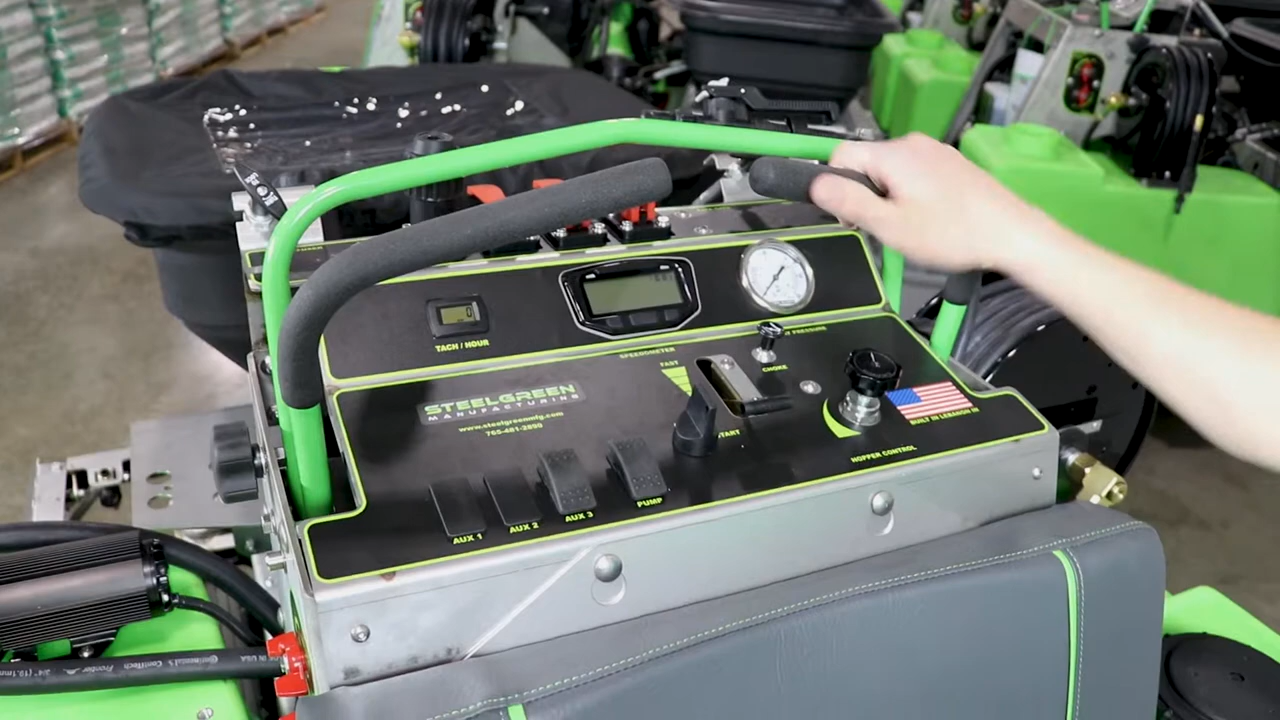 0
TACH / HOUR
SPEEDOMETER
PRESSURE
FAST
CHOKE
STEELGREEN
MANUFACTURING
www.steelgreenmfg.com
765-481-2890
START
BUILT IN LEBANON IN
HOPPER CONTROL
AUX 1
AUX 2
AUX 3
PUMP